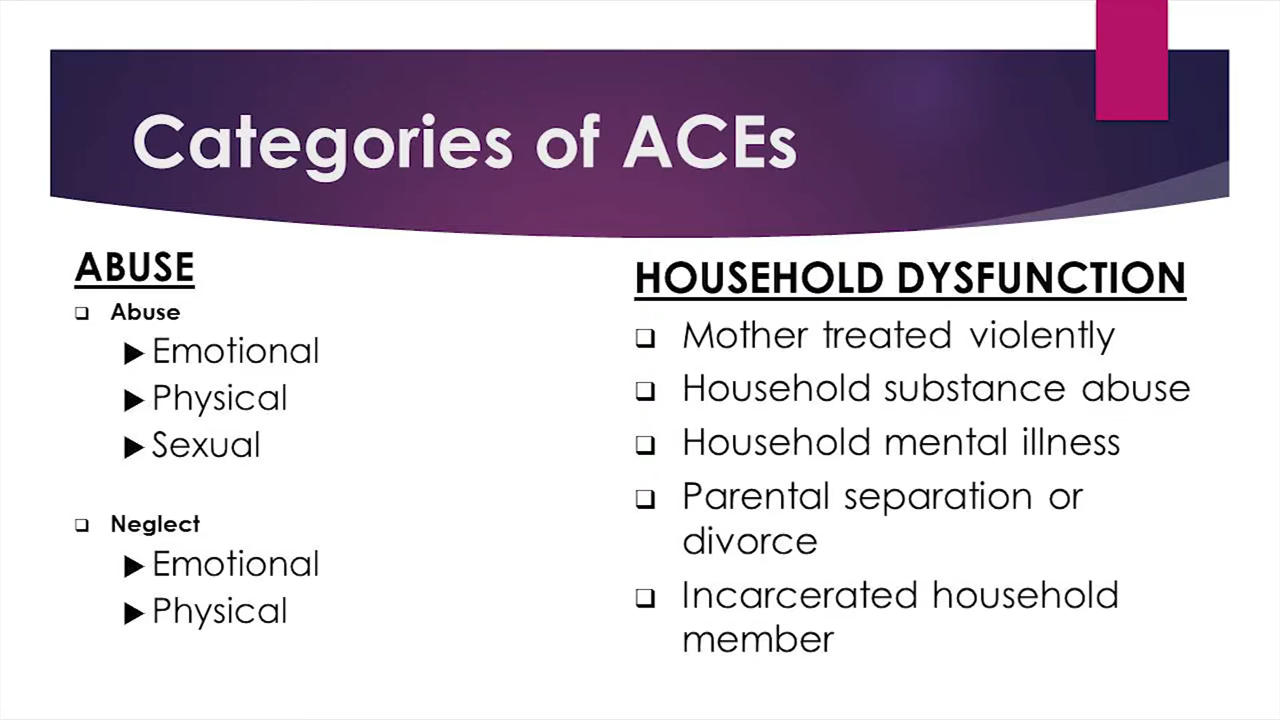 Categories of ACEs
ABUSE
Abuse
Emotional
Physical
Sexual
Neglect
Emotional
Physical
HOUSEHOLD DYSFUNCTION
Mother treated violently
Household substance abuse
Household mental illness
Parental separation or
divorce
Incarcerated household
member